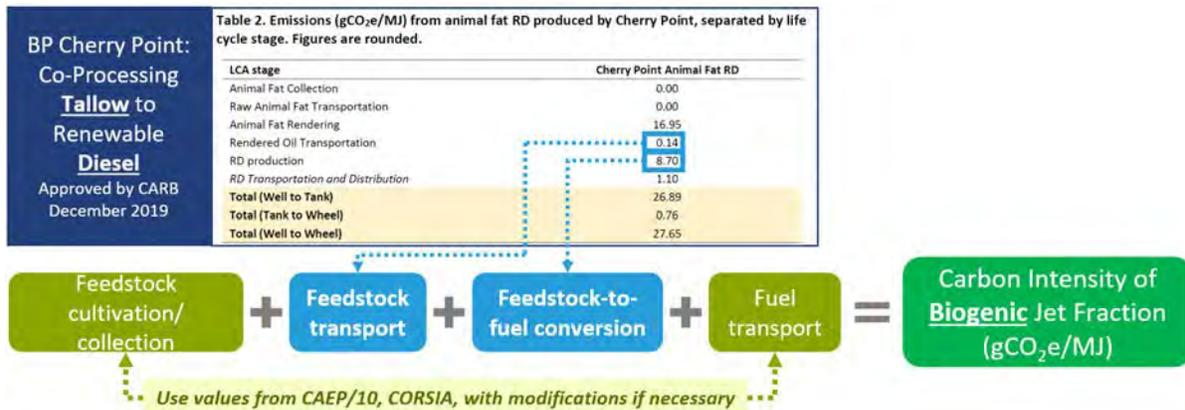 BP Cherry Point:
Co-Processing
Tallow to
Renewable
Diesel
Approved by CARB
December 2019
Table 2. Emissions (gCO₂e/MJ) from animal fat RD produced by Cherry Point, separated by life
cycle stage. Figures are rounded.
LCA stage Cherry Point Animal Fat RD
Animal Fat Collection 0.00
Raw Animal Fat Transportation 0.00
Animal Fat Rendering 16.95
Rendered Oil Transportation 0.14
RD production 8.70
RD Transportation and Distribution 1.10
Total (Well to Tank) 26.89
Total (Tank to Wheel) 0.76
Total (Well to Wheel) 27.65
Feedstock
cultivation/
collection
+
Feedstock
transport
+
Feedstock-to-
fuel conversion
+
Fuel
transport
=
Carbon Intensity of
Biogenic Jet Fraction
(gCO₂e/MJ)
Use values from CAEP/10, CORSIA, with modifications if necessary